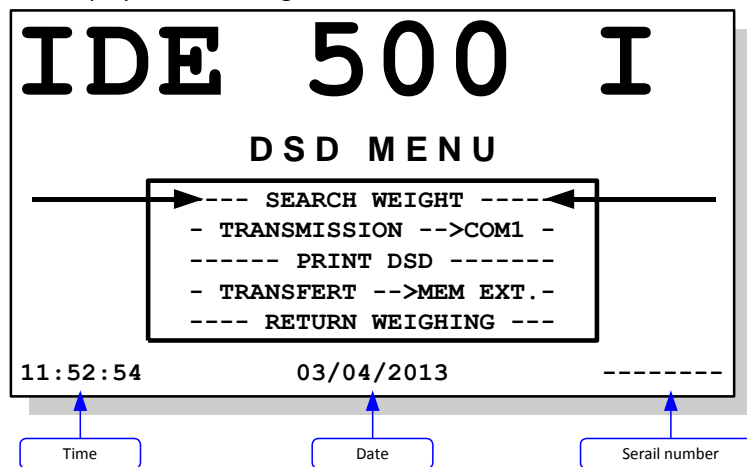 IDE 500 I
DSD MENU
---- SEARCH WEIGHT -----
- TRANSMISSION -->COM1 -
------ PRINT DSD -------
- TRANSFERT -->MEM EXT.-
---- RETURN WEIGHING ---
11:52:54 03/04/2013 --------
Time Date Serail number